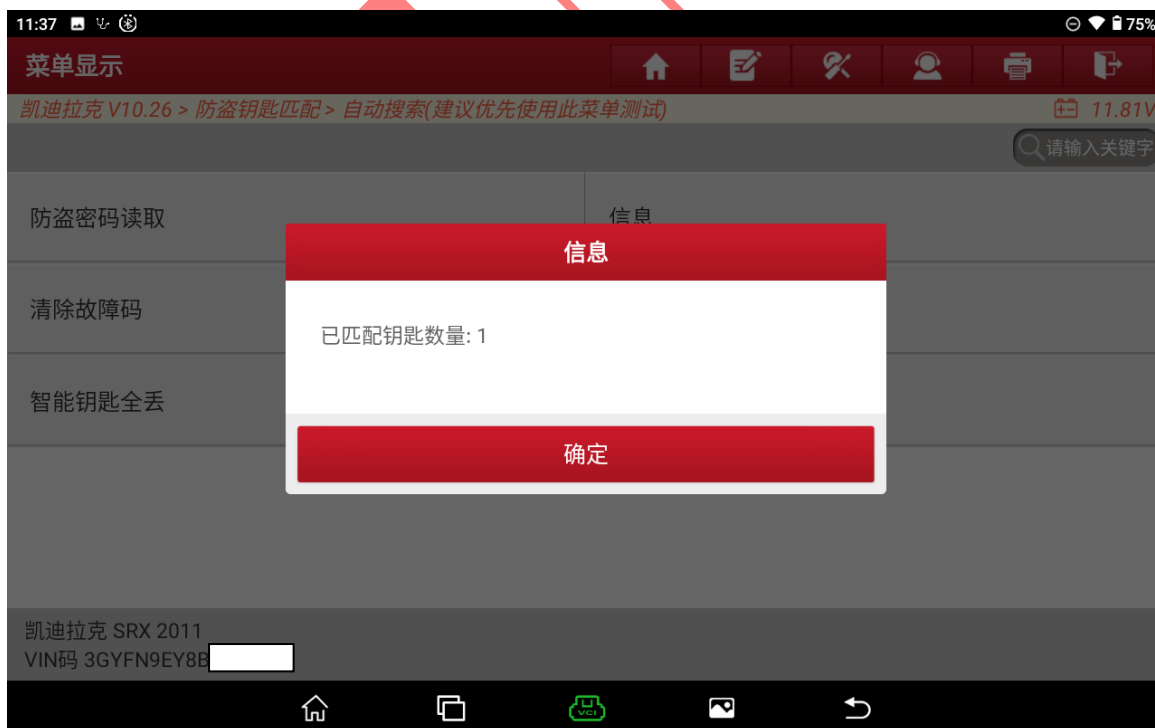 11:37
75%
菜单显示
凯迪拉克 V10.26 > 防盗钥匙匹配 > 自动搜索(建议优先使用此菜单测试)
11.81V
请输入关键字
防盗密码读取
信息
信息
清除故障码
已匹配钥匙数量: 1
智能钥匙全丢
确定
凯迪拉克 SRX 2011
VIN码 3GYFN9EY8B
VCI